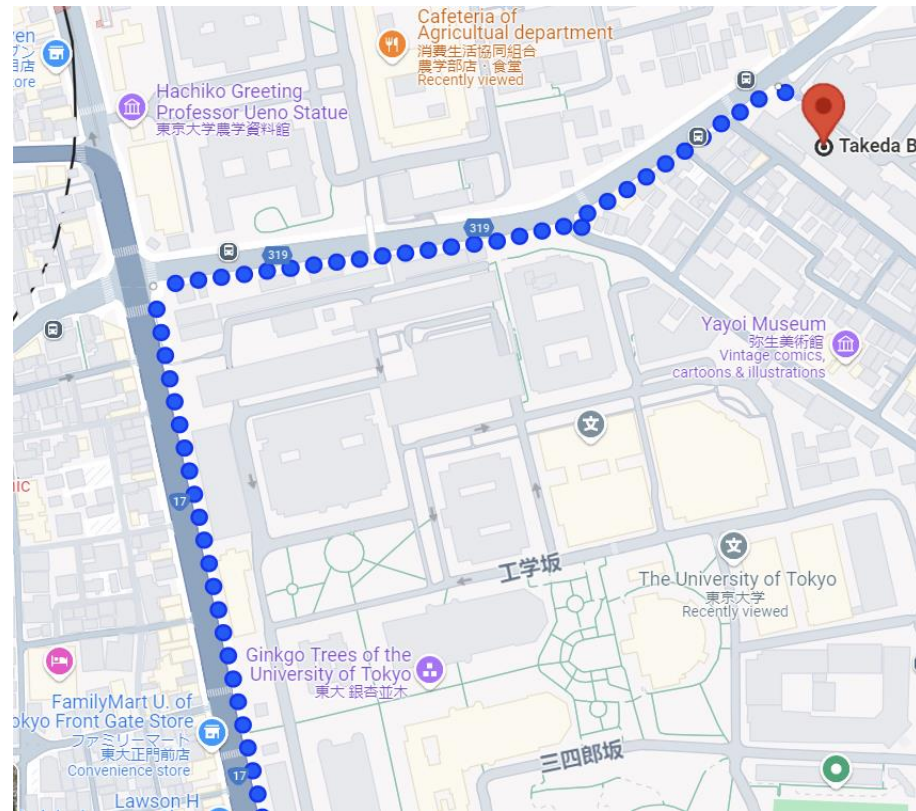 Cafeteria of
Agricultual department
消費生活協同組合
農学部店・食堂
Recently viewed
Hachiko Greeting
Professor Ueno Statue
東京大学農学資料館
Takeda B
319
319
Yayoi Museum
弥生美術館
Vintage comics,
cartoons & illustrations
文
17
工学坂
文
The University of Tokyo
東京大学
Recently viewed
Ginkgo Trees of the
University of Tokyo
東大 銀杏並木
FamilyMart U. of
okyo Front Gate Store
ファミリーマート
東大正門前店
Convenience store
三四郎坂
17
Lawson H